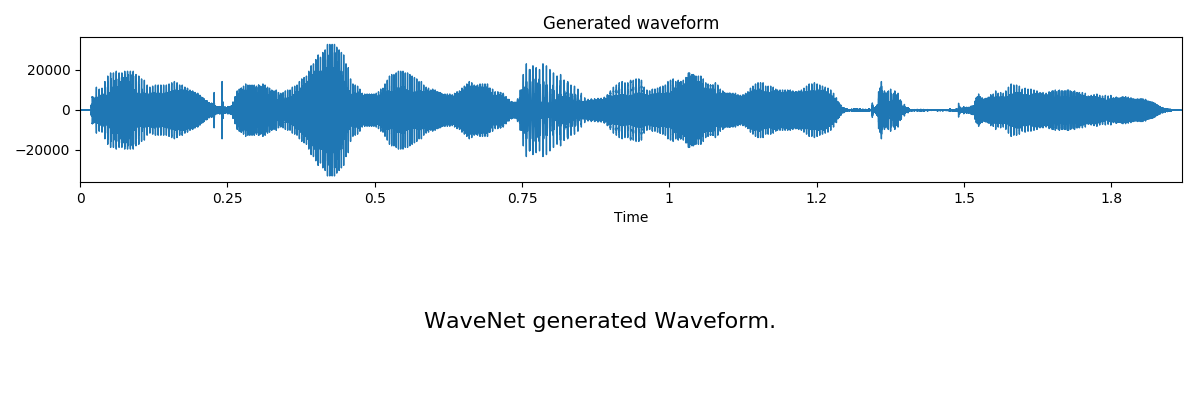 Generated waveform
20000
0
−20000
0 0.25 0.5 0.75 1 1.2 1.5 1.8
Time
WaveNet generated Waveform.